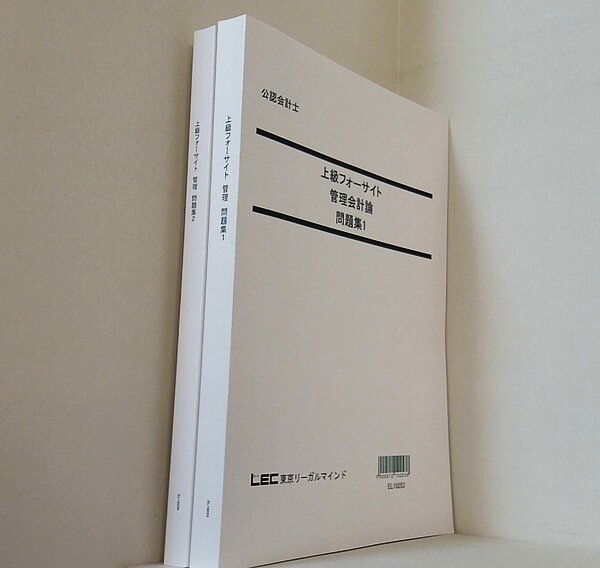 公認会計士
上級フォーサイト
管理会計論
問題集1
LEC東京リーガルマインド
EL19253
上級フォーサイト 管理 問題集1
上級フォーサイト 管理 問題集2